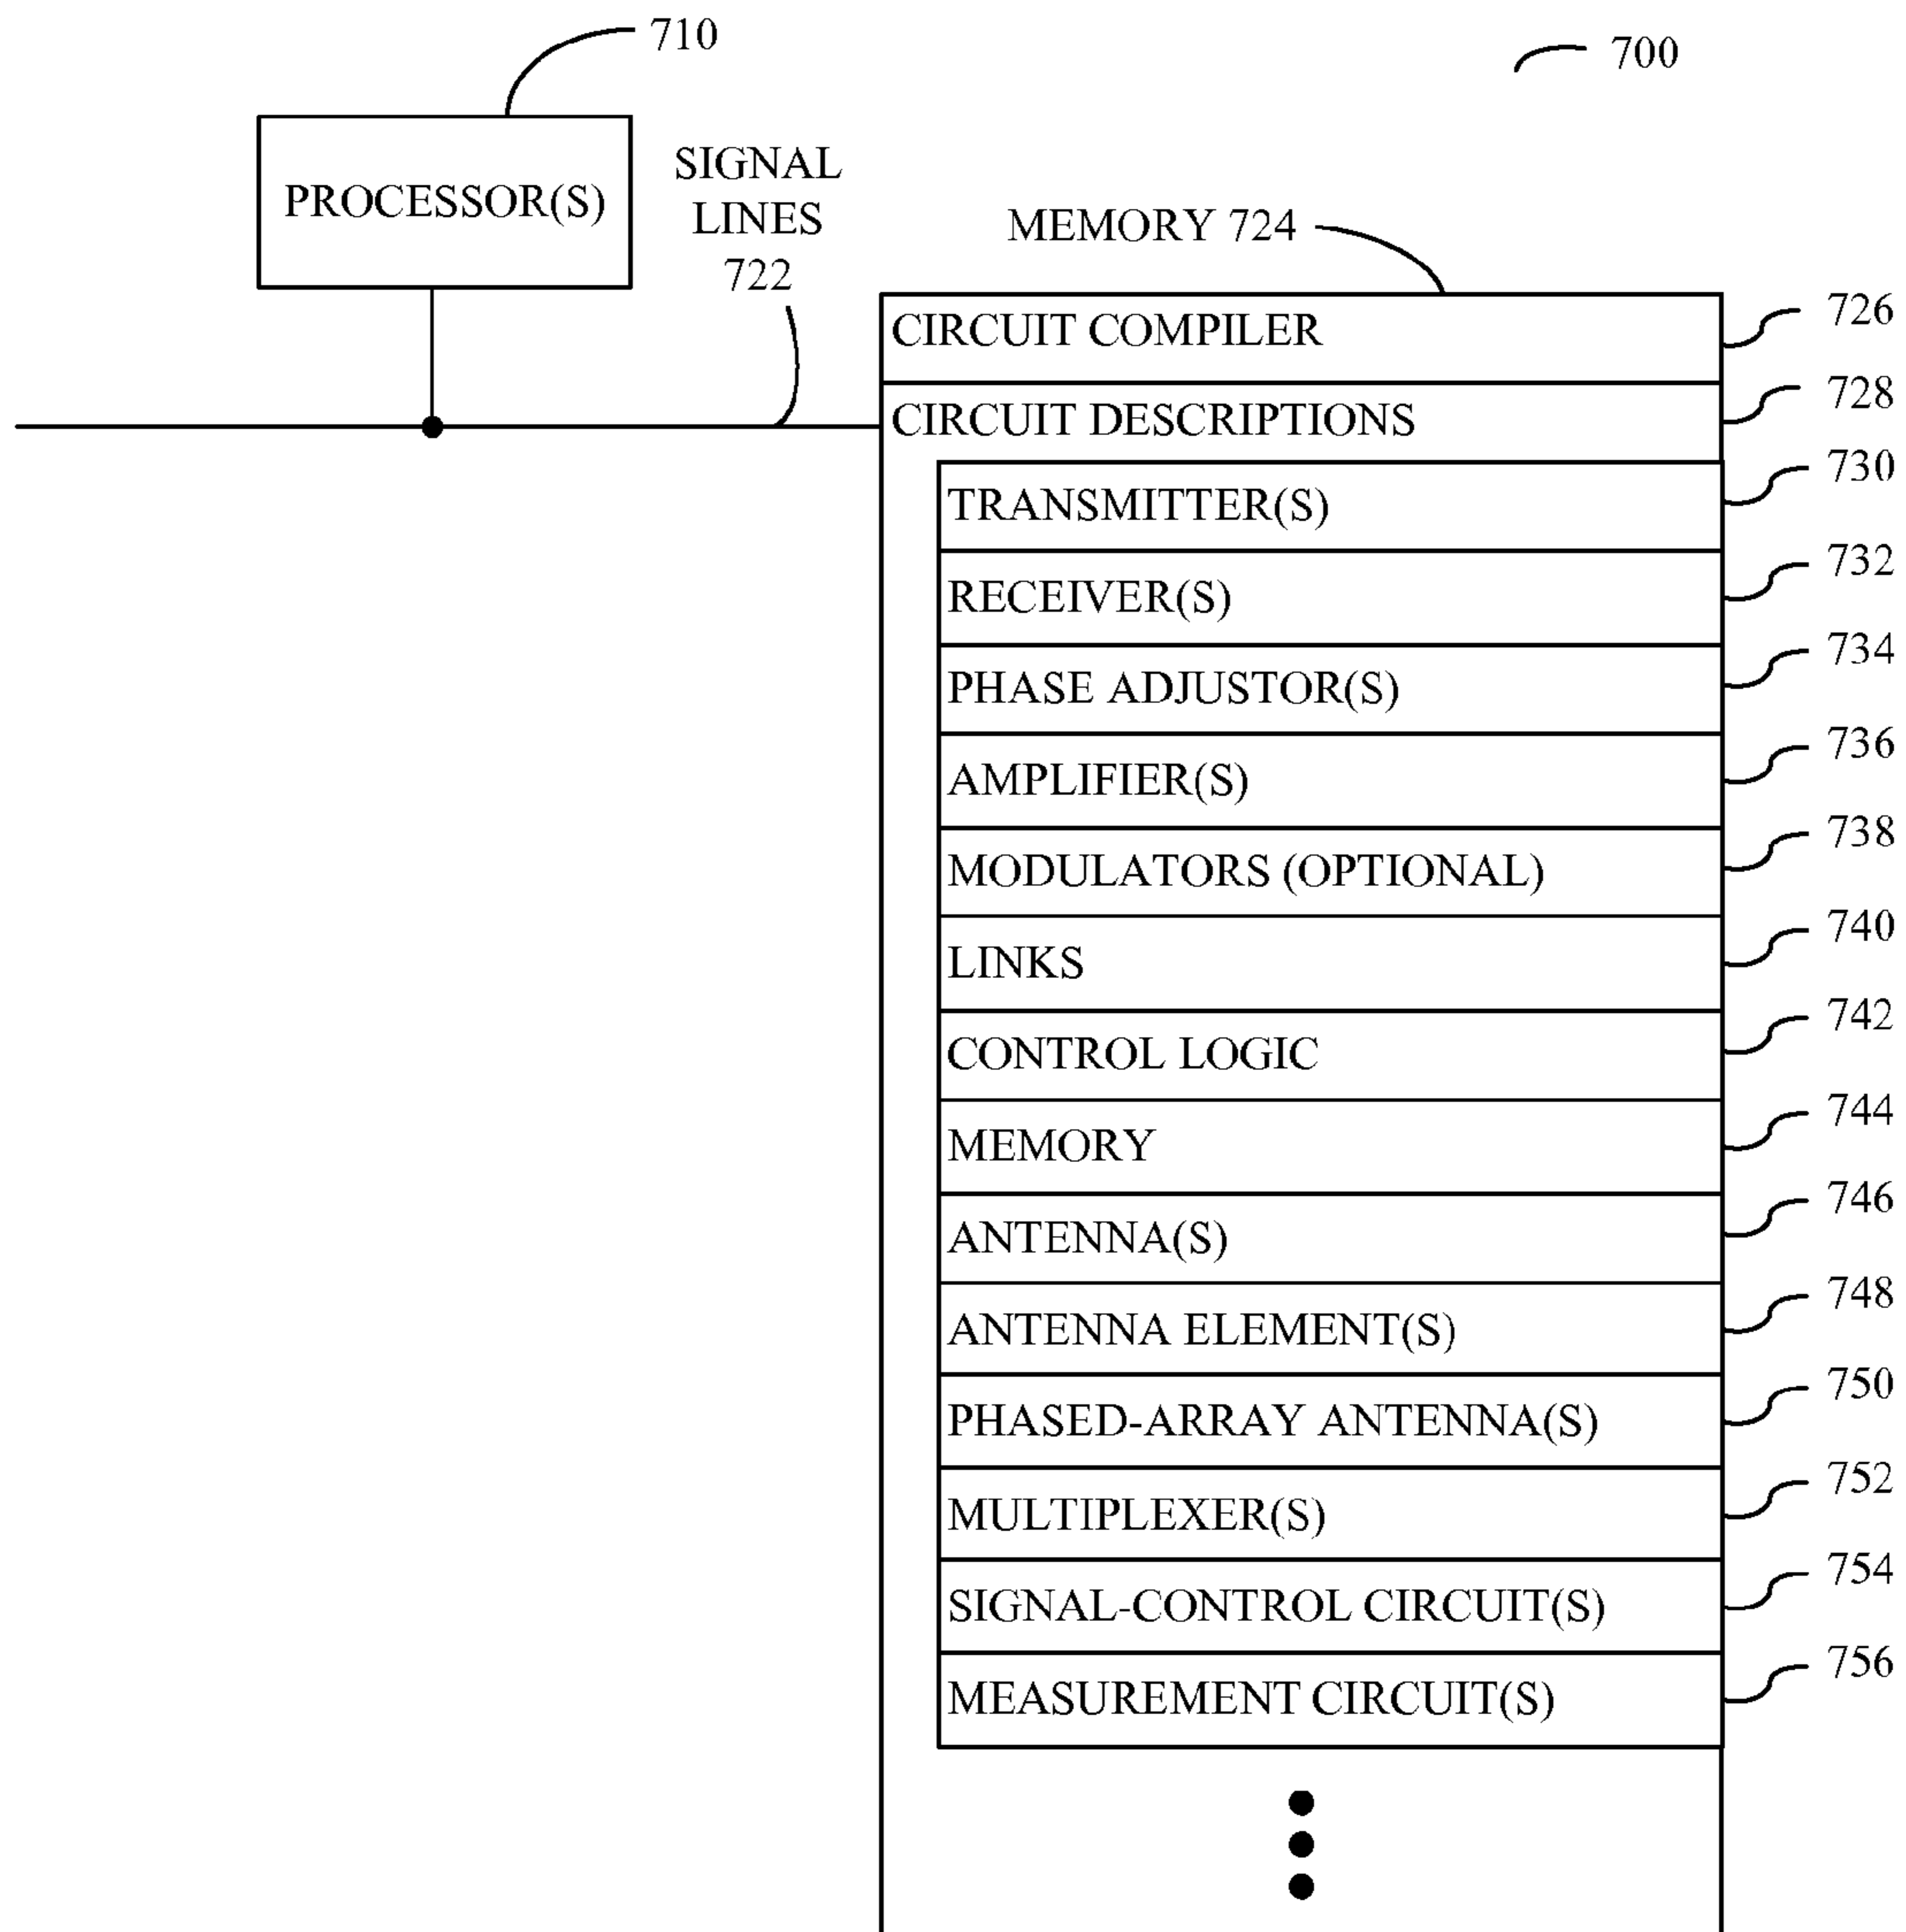 710
700
PROCESSOR(S)
SIGNAL
LINES
722
MEMORY 724
CIRCUIT COMPILER
726
CIRCUIT DESCRIPTIONS
728
TRANSMITTER(S)
730
RECEIVER(S)
732
PHASE ADJUSTOR(S)
734
AMPLIFIER(S)
736
MODULATORS (OPTIONAL)
738
LINKS
740
CONTROL LOGIC
742
MEMORY
744
ANTENNA(S)
746
ANTENNA ELEMENT(S)
748
PHASED-ARRAY ANTENNA(S)
750
MULTIPLEXER(S)
752
SIGNAL-CONTROL CIRCUIT(S)
754
MEASUREMENT CIRCUIT(S)
756